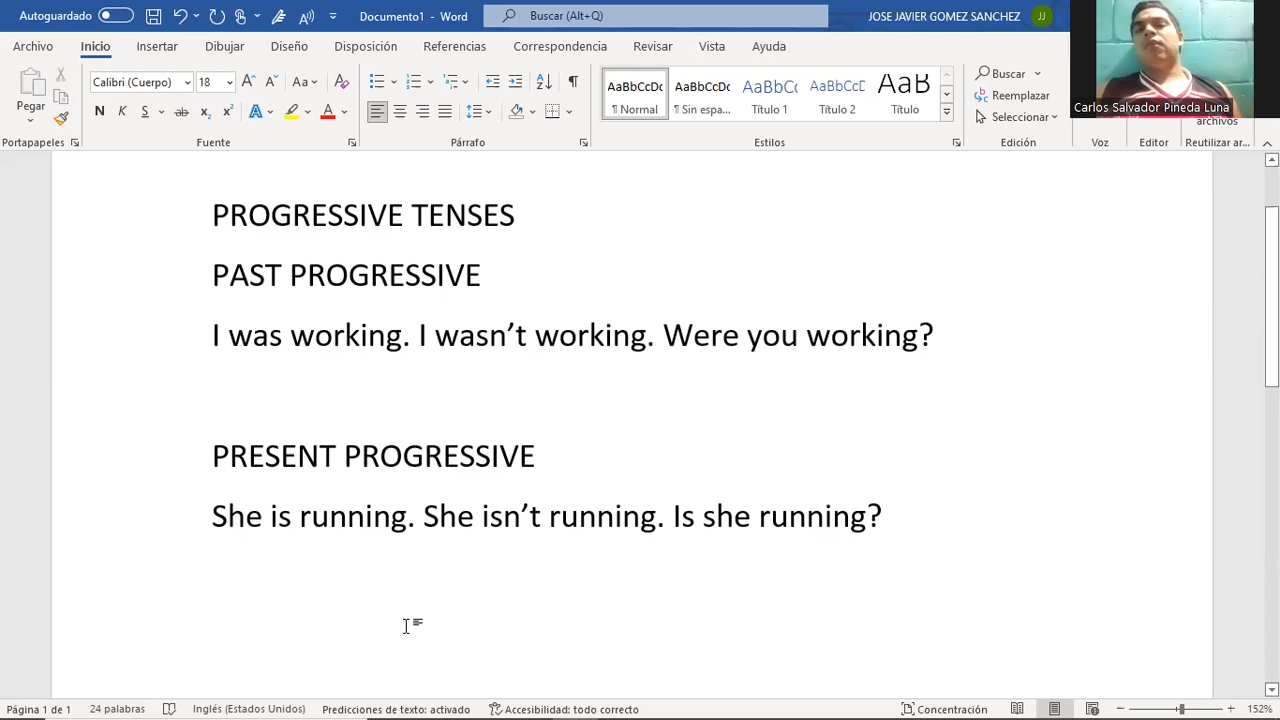 Autoguardado
Documento1 - Word
Buscar (Alt+Q)
JOSE JAVIER GOMEZ SANCHEZ
JJ
Archivo Inicio Insertar Dibujar Diseño Disposición Referencias Correspondencia Revisar Vista Ayuda
Pegar
Calibri (Cuerpo) 18
AaBbCcDc AaBbCcDc AaBbCc AaBbCcD AaB
¶ Normal ¶ Sin espa... Título 1 Título 2 Título
Buscar
Reemplazar
Seleccionar
Carlos Salvador Pineda Luna
archivos
Portapapeles Fuente Párrafo Estilos Edición Voz Editor Reutilizar ar...
PROGRESSIVE TENSES
PAST PROGRESSIVE
I was working. I wasn’t working. Were you working?
PRESENT PROGRESSIVE
She is running. She isn’t running. Is she running?
Página 1 de 1 24 palabras Inglés (Estados Unidos) Predicciones de texto: activado Accesibilidad: todo correcto Concentración 152%